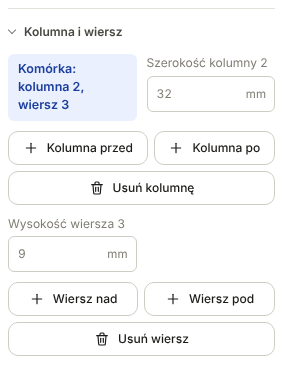 Kolumna i wiersz
Komórka:
kolumna 2,
wiersz 3
Szerokość kolumny 2
32 mm
Kolumna przed
Kolumna po
Usuń kolumnę
Wysokość wiersza 3
9 mm
Wiersz nad
Wiersz pod
Usuń wiersz